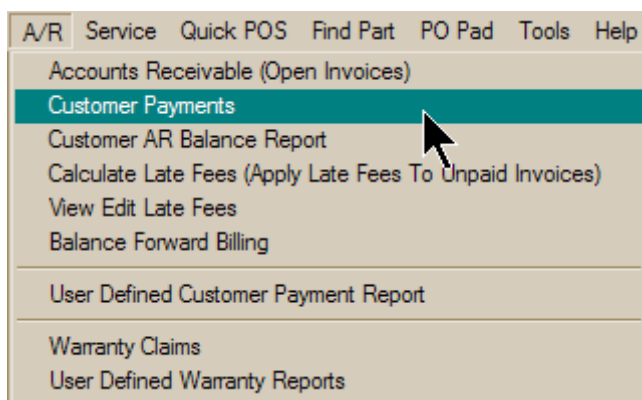 A/R Service Quick POS Find Part PO Pad Tools Help
Accounts Receivable (Open Invoices)
Customer Payments
Customer AR Balance Report
Calculate Late Fees (Apply Late Fees To Unpaid Invoices)
View Edit Late Fees
Balance Forward Billing
User Defined Customer Payment Report
Warranty Claims
User Defined Warranty Reports